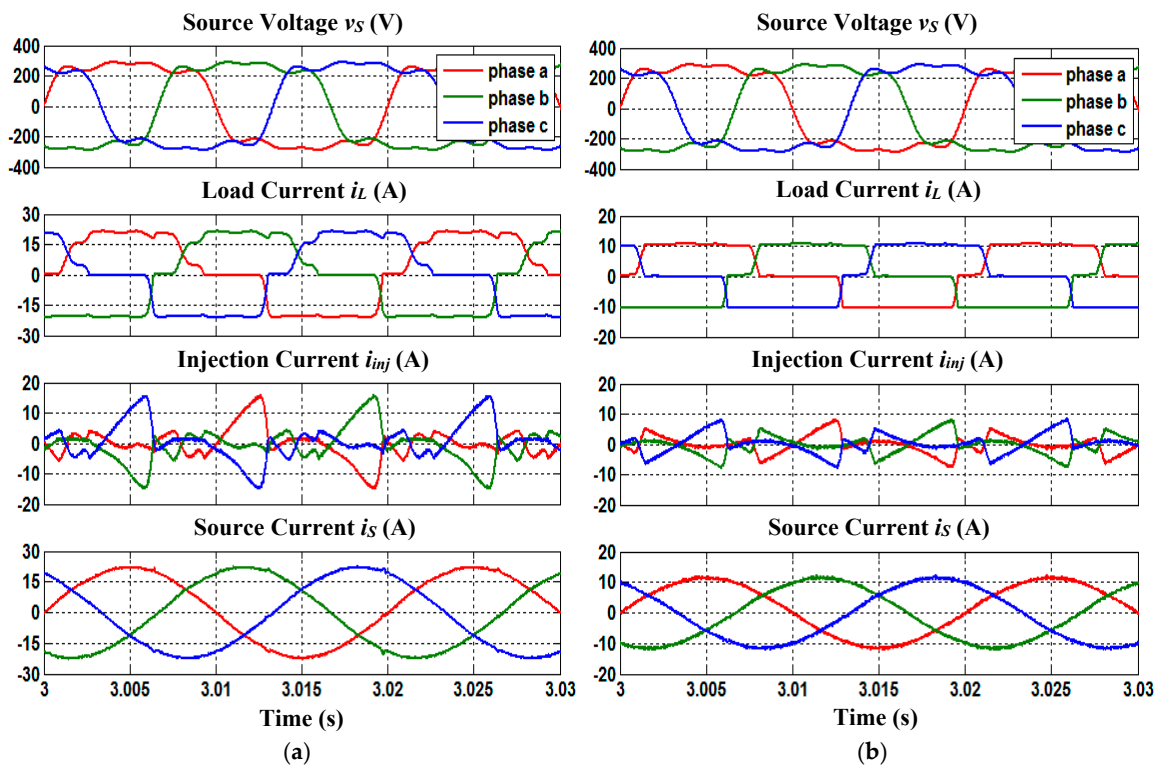 Source Voltage vS (V)
400
200
0
-200
-400
phase a
phase b
phase c
Load Current iL (A)
30
15
0
-15
-30
Injection Current iinj (A)
20
10
0
-10
-20
Source Current iS (A)
30
15
0
-15
-30
3 3.005 3.01 3.015 3.02 3.025 3.03
Time (s)
(a)
Source Voltage vS (V)
400
200
0
-200
-400
phase a
phase b
phase c
Load Current iL (A)
20
10
0
-10
-20
Injection Current iinj (A)
20
10
0
-10
-20
Source Current iS (A)
20
10
0
-10
-20
3 3.005 3.01 3.015 3.02 3.025 3.03
Time (s)
(b)